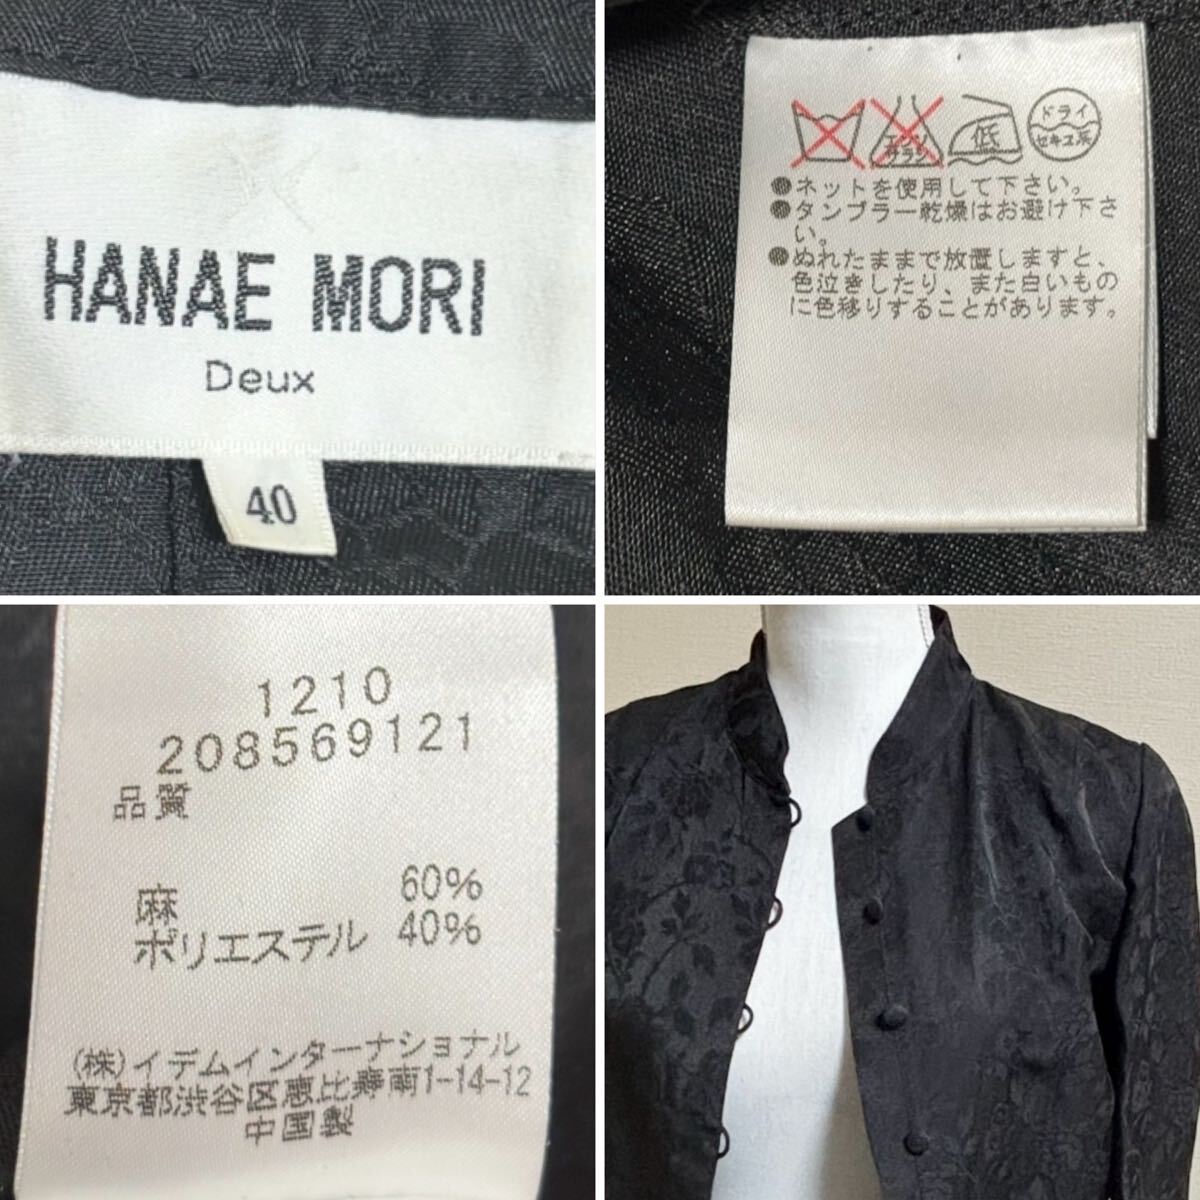 HANAE MORI
Deux
40
エンソ
サラシ
低
ドライ
セキユ系
●ネットを使用して下さい。
●タンブラー乾燥はお避け下さ
い。
●ぬれたままで放置しますと、
色泣きしたり、また白いもの
に色移りすることがあります。
1210
208569121
品質
麻 60%
ポリエステル 40%
(株)イデムインターナショナル
東京都渋谷区恵比寿南1-14-12
中国製